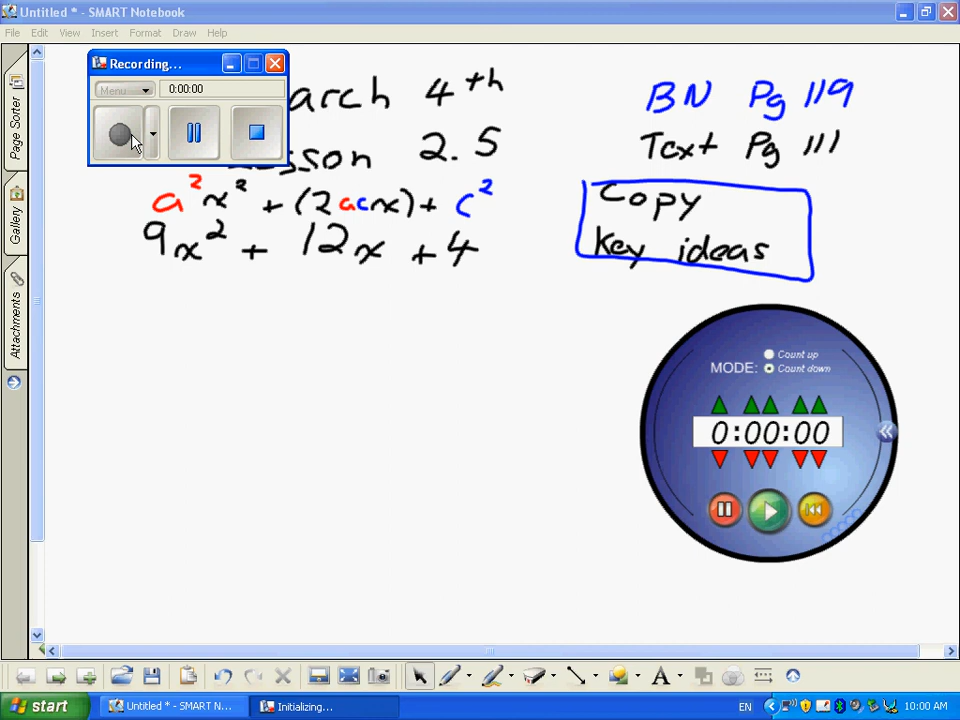 Untitled * - SMART Notebook
File Edit View Insert Format Draw Help
Recording...
Menu 0:00:00
arch 4th
sson 2.5
a²x² + (2acx) + c²
9x² + 12x + 4
BN Pg 119
Text Pg 111
Copy
Key ideas
Page Sorter
Gallery
Attachments
MODE:
Count up
Count down
0:00:00
start
Untitled * - SMART N...
Initializing...
EN
10:00 AM